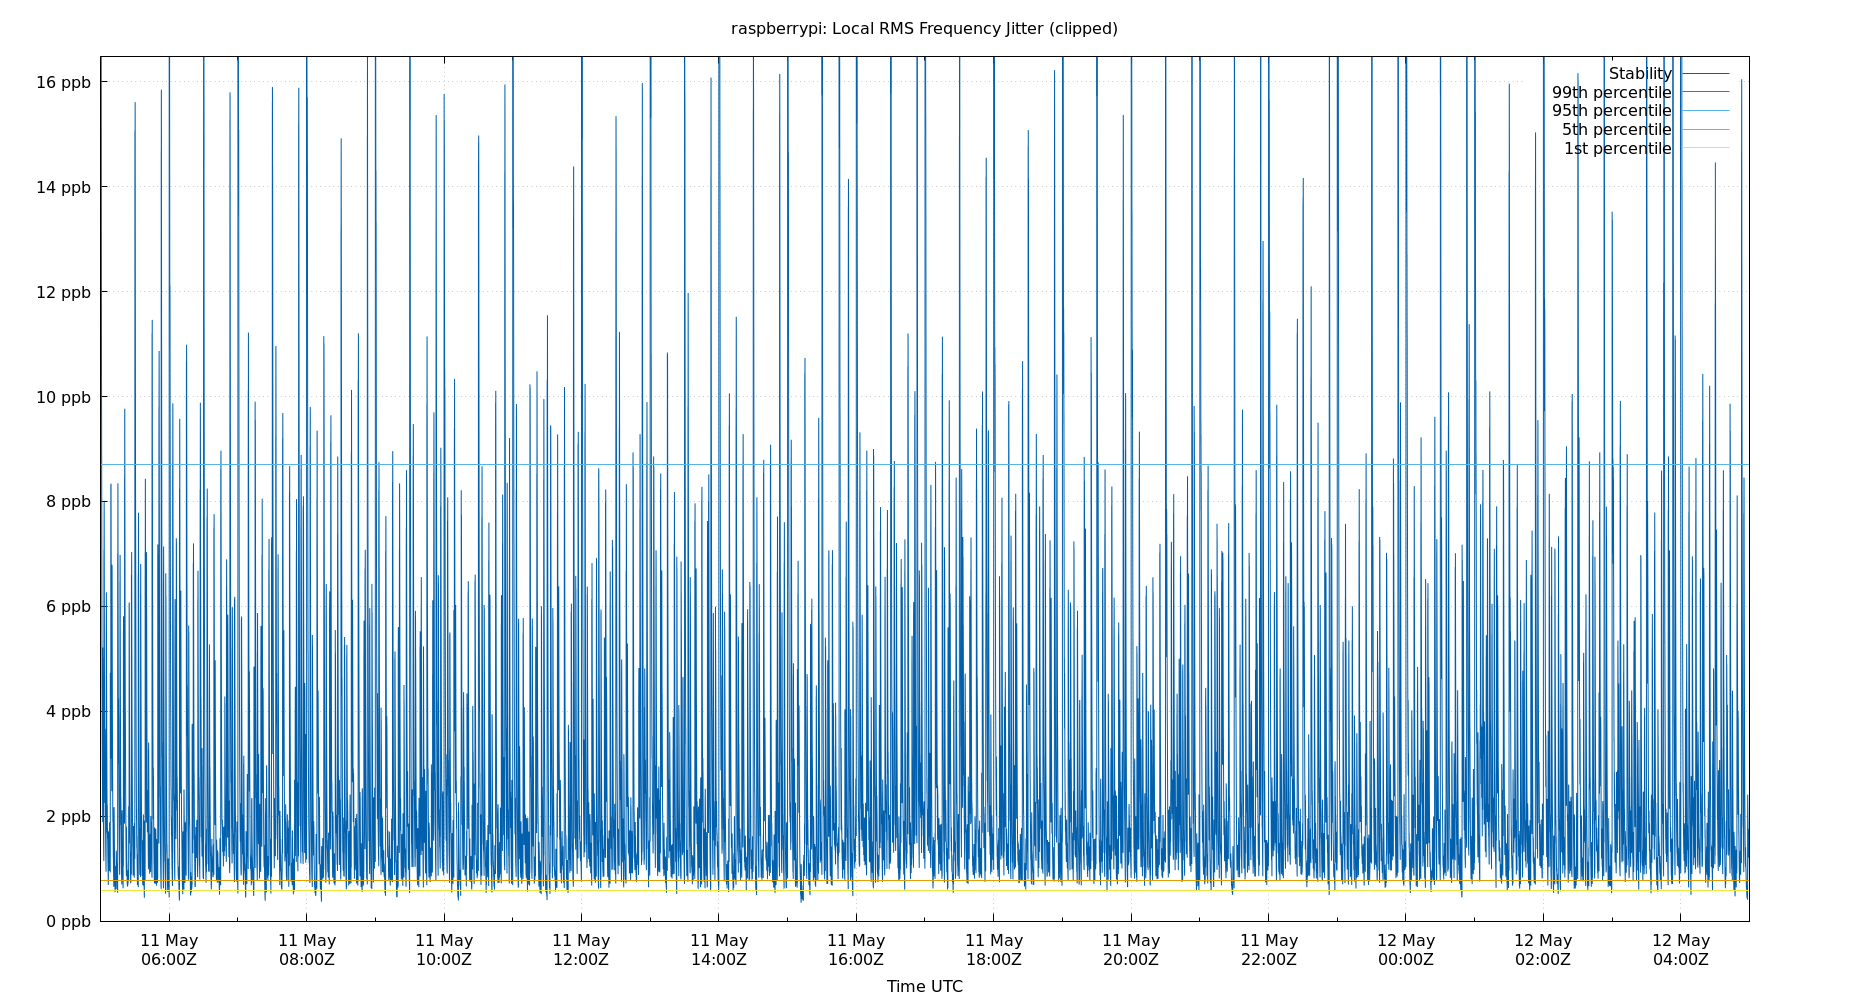 raspberrypi: Local RMS Frequency Jitter (clipped)
Stability
99th percentile
95th percentile
5th percentile
1st percentile
16 ppb
14 ppb
12 ppb
10 ppb
8 ppb
6 ppb
4 ppb
2 ppb
0 ppb
11 May 11 May 11 May 11 May 11 May 11 May 11 May 11 May 11 May 12 May 12 May 12 May
06:00Z 08:00Z 10:00Z 12:00Z 14:00Z 16:00Z 18:00Z 20:00Z 22:00Z 00:00Z 02:00Z 04:00Z
Time UTC